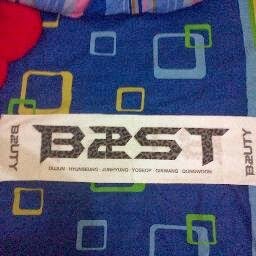 B2UTY
B2ST
DUJUN · HYUNSEUNG · JUNHYUNG · YOSEOP · GIKWANG · DONGWOON
B2UTY